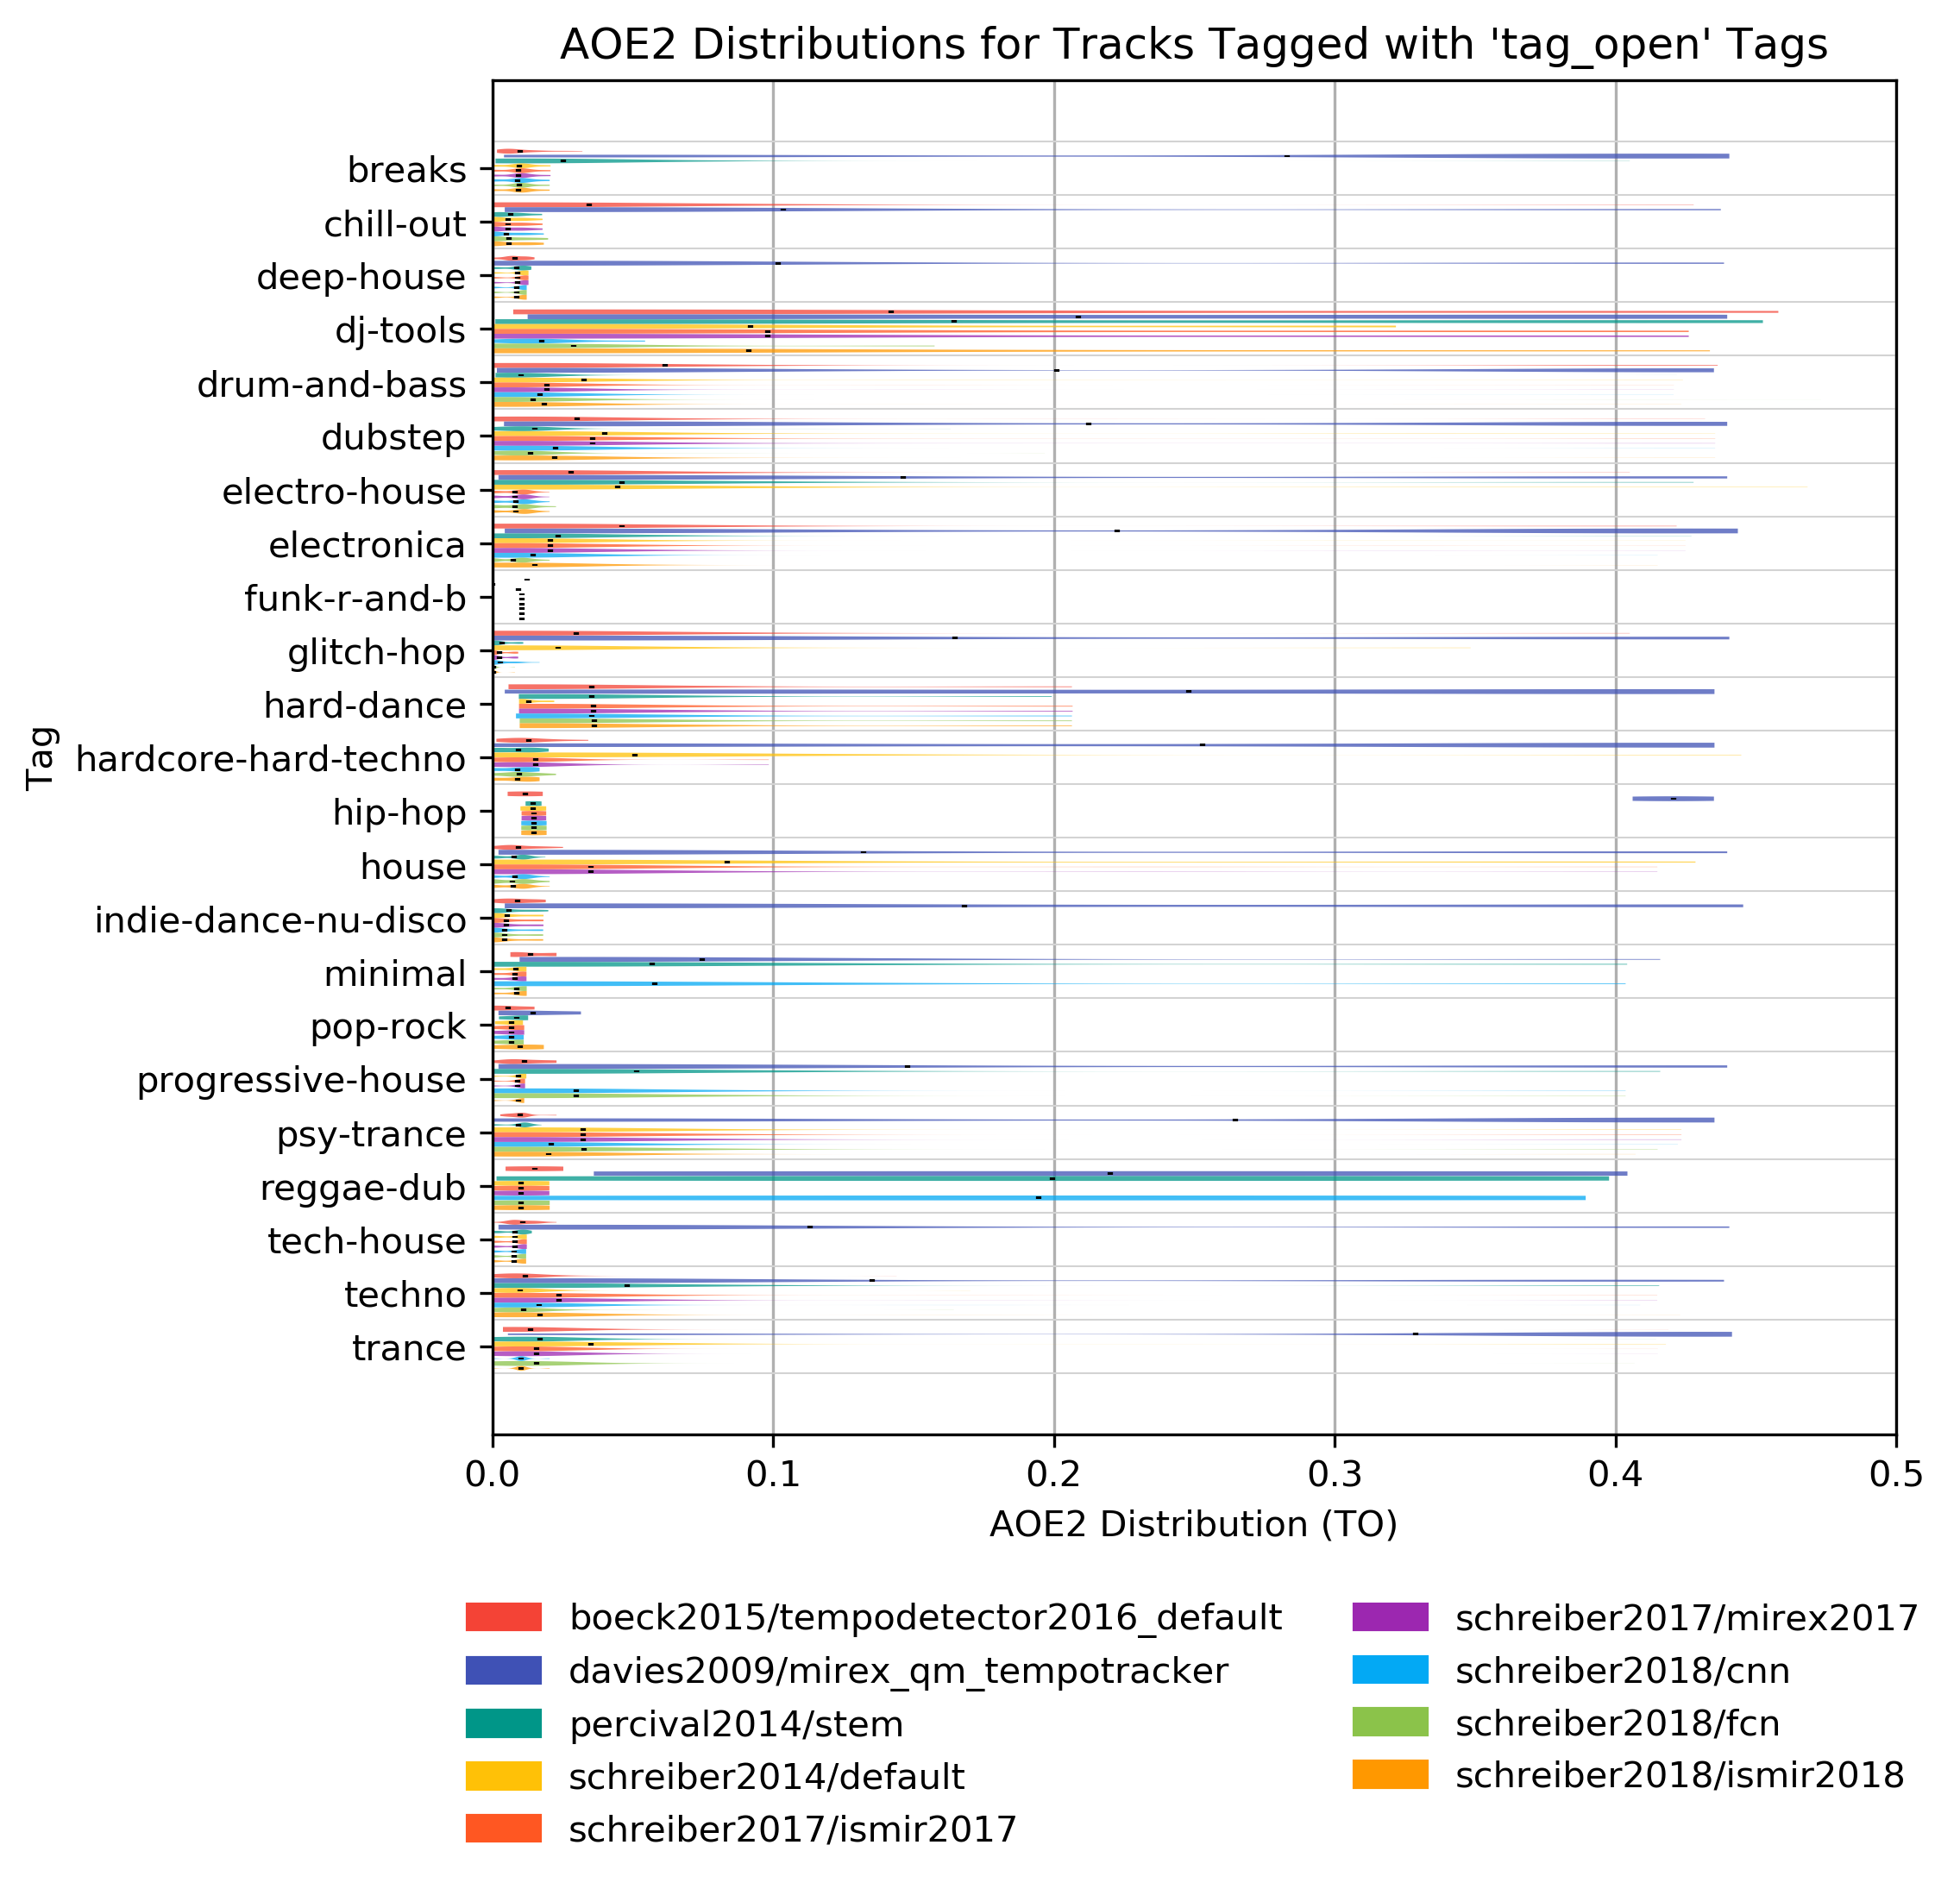 AOE2 Distributions for Tracks Tagged with 'tag_open' Tags
breaks
chill-out
deep-house
dj-tools
drum-and-bass
dubstep
electro-house
electronica
funk-r-and-b
glitch-hop
hard-dance
hardcore-hard-techno
hip-hop
house
indie-dance-nu-disco
minimal
pop-rock
progressive-house
psy-trance
reggae-dub
tech-house
techno
trance
Tag
0.0 0.1 0.2 0.3 0.4 0.5
AOE2 Distribution (TO)
boeck2015/tempodetector2016_default
davies2009/mirex_qm_tempotracker
percival2014/stem
schreiber2014/default
schreiber2017/ismir2017
schreiber2017/mirex2017
schreiber2018/cnn
schreiber2018/fcn
schreiber2018/ismir2018